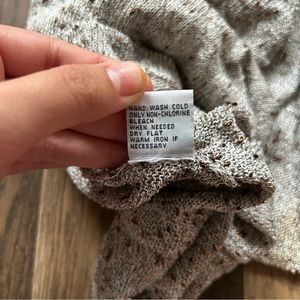 HAND WASH COLD
ONLY NON-CHLORINE
BLEACH
WHEN NEEDED
DRY FLAT
WARM IRON IF
NECESSARY